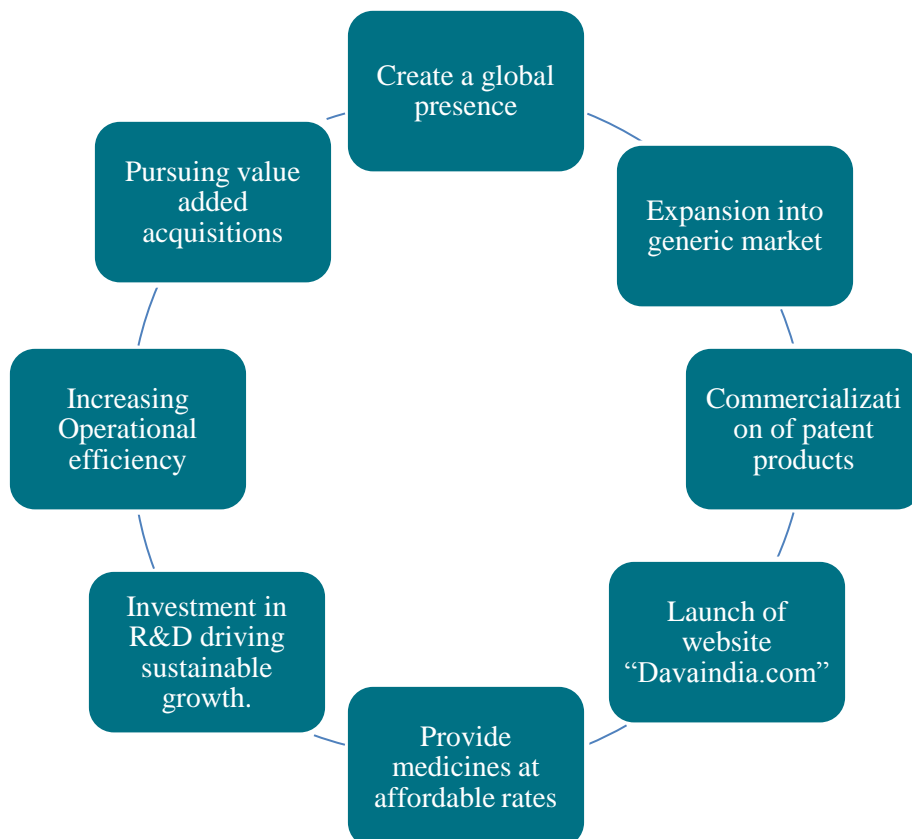 Create a global
presence
Expansion into
generic market
Commercializati
on of patent
products
Launch of
website
“Davaindia.com”
Provide
medicines at
affordable rates
Investment in
R&D driving
sustainable
growth.
Increasing
Operational
efficiency
Pursuing value
added
acquisitions